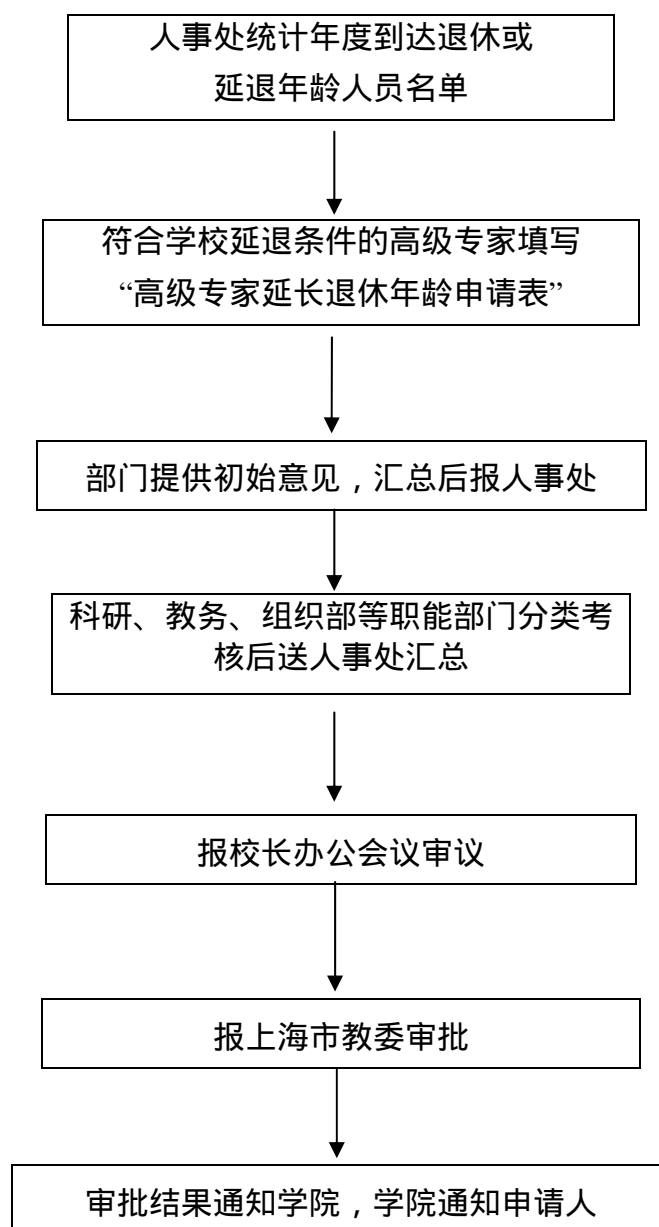 人事处统计年度到达退休或
延退年龄人员名单
符合学校延退条件的高级专家填写
“高级专家延长退休年龄申请表”
部门提供初始意见，汇总后报人事处
科研、教务、组织部等职能部门分类考
核后送人事处汇总
报校长办公会议审议
报上海市教委审批
审批结果通知学院，学院通知申请人